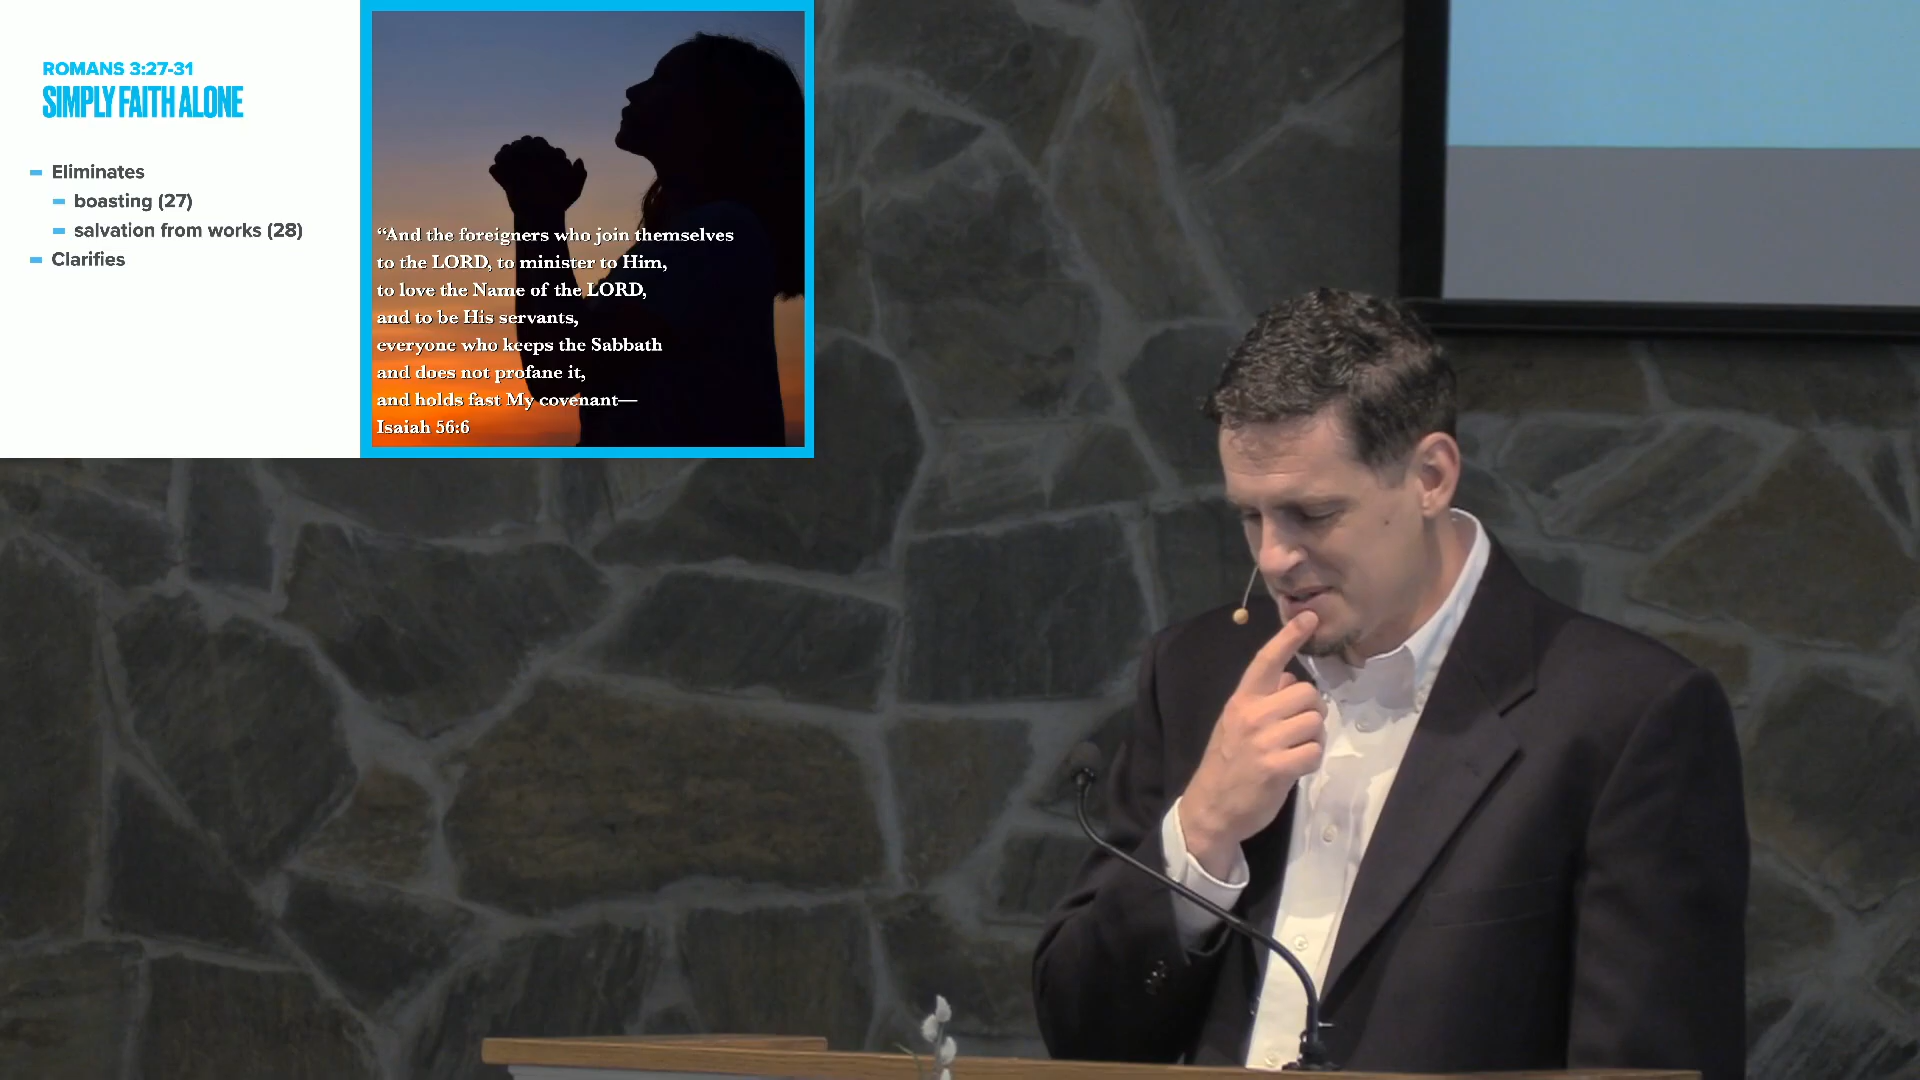 ROMANS 3:27-31
SIMPLY FAITH ALONE
Eliminates
boasting (27)
salvation from works (28)
Clarifies
“And the foreigners who join themselves
to the LORD, to minister to Him,
to love the Name of the LORD,
and to be His servants,
everyone who keeps the Sabbath
and does not profane it,
and holds fast My covenant—
Isaiah 56:6